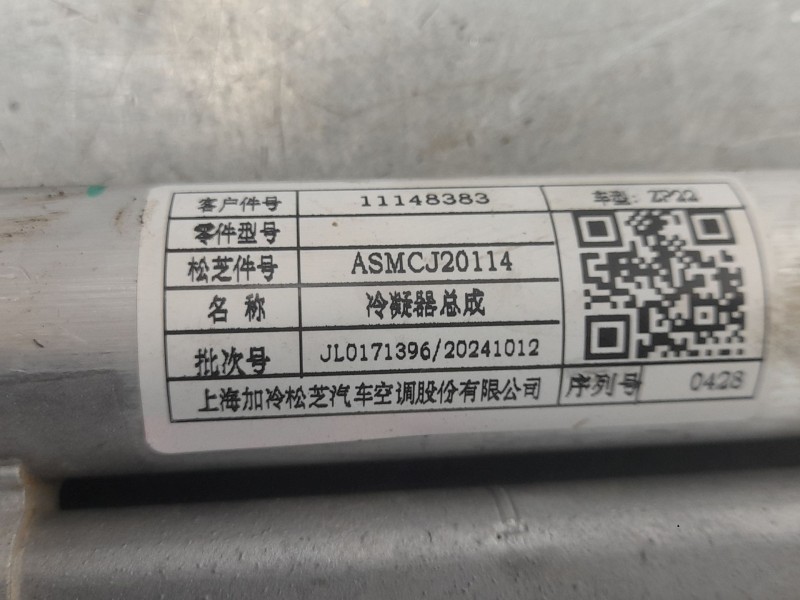 客户件号 11148383 车型：ZP22
零件型号
松芝件号 ASMCJ20114
名 称 冷凝器总成
批次号 JL0171396/20241012
上海加冷松芝汽车空调股份有限公司 序列号 0428